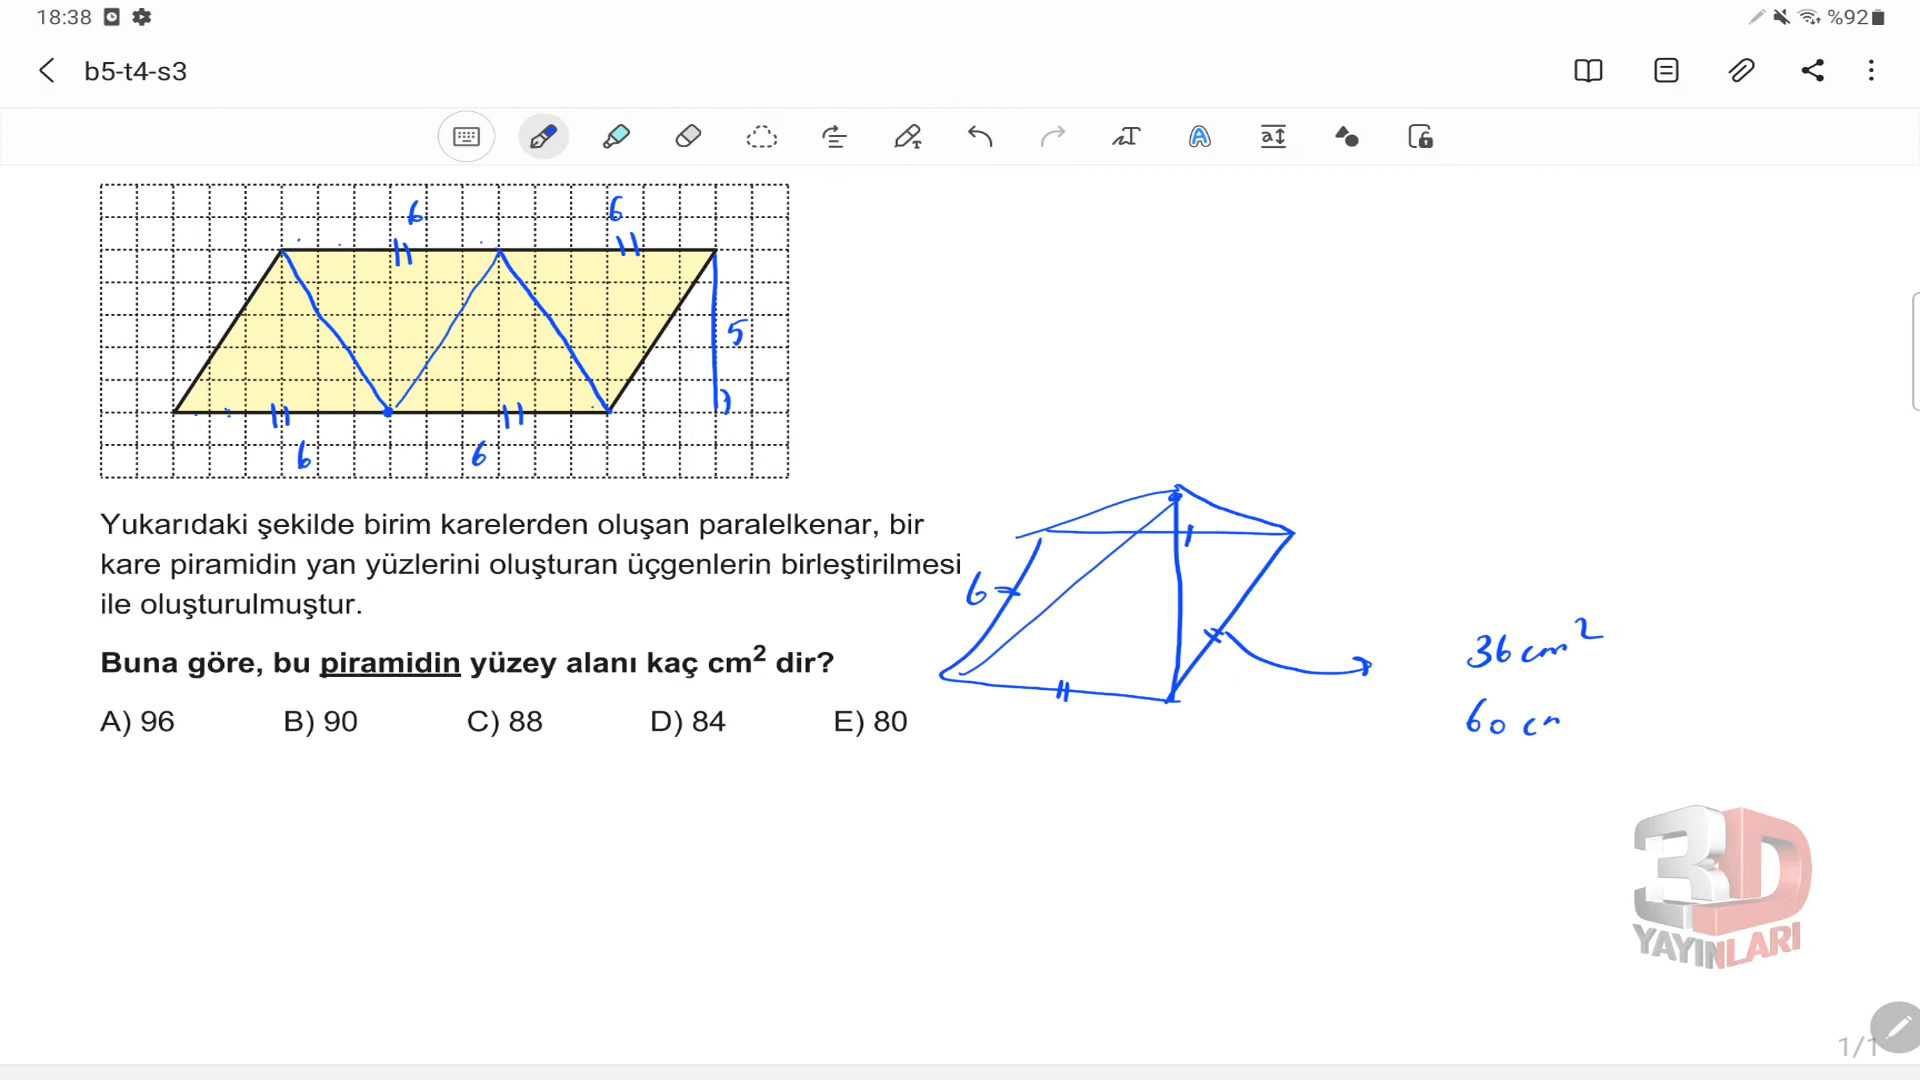 18:38
%92
b5-t4-s3
6 6
5
6 6
Yukarıdaki şekilde birim karelerden oluşan paralelkenar, bir
kare piramidin yan yüzlerini oluşturan üçgenlerin birleştirilmesi
ile oluşturulmuştur.
Buna göre, bu piramidin yüzey alanı kaç cm² dir?
A) 96 B) 90 C) 88 D) 84 E) 80
6
36 cm²
60 cm
3D
YAYINLARI
1/1